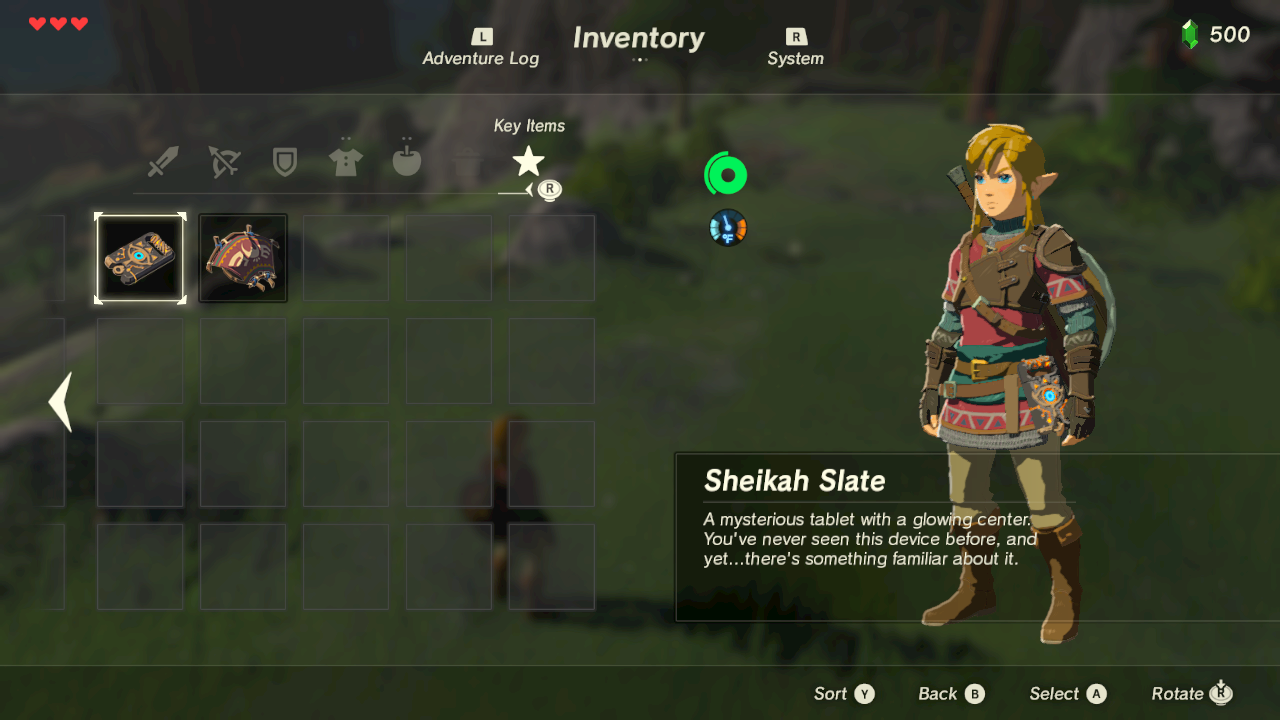 L
Adventure Log
Inventory
R
System
500
Key Items
R
°F
Sheikah Slate
A mysterious tablet with a glowing center.
You've never seen this device before, and
yet...there's something familiar about it.
Sort Y
Back B
Select A
Rotate R